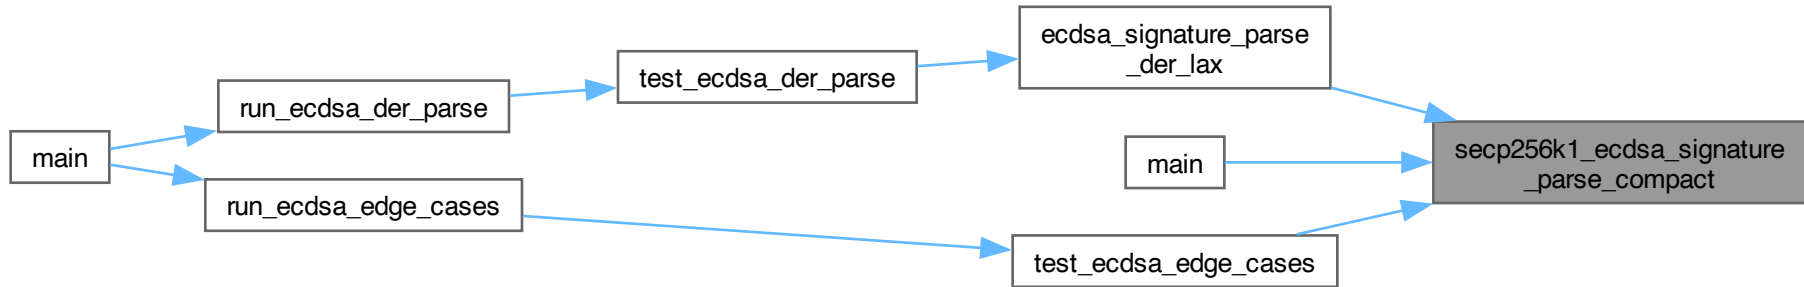 ecdsa_signature_parse
_der_lax
test_ecdsa_der_parse
run_ecdsa_der_parse
main
secp256k1_ecdsa_signature
_parse_compact
main
run_ecdsa_edge_cases
test_ecdsa_edge_cases